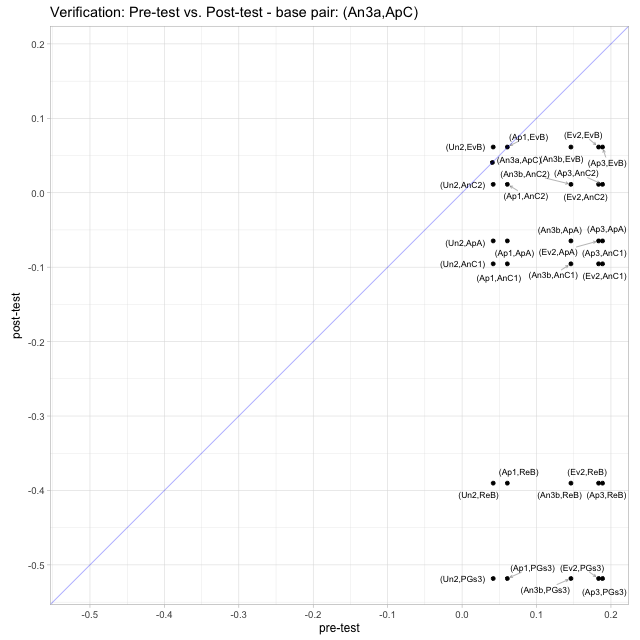 Verification: Pre-test vs. Post-test - base pair: (An3a,ApC)
0.2
0.1
(Ap1,EvB)
(Ev2,EvB)
(Un2,EvB)
(An3a,ApC)
(An3b,EvB)
(Ap3,EvB)
(An3b,AnC2)
(Ap3,AnC2)
(Un2,AnC2)
0.0
(Ap1,AnC2)
(Ev2,AnC2)
(An3b,ApA)
(Ap3,ApA)
(Un2,ApA)
(Ap1,ApA)
(Ev2,ApA)
(Ap3,AnC1)
(Un2,AnC1)
-0.1
(Ap1,AnC1)
(An3b,AnC1)
(Ev2,AnC1)
post-test
-0.2
-0.3
(Ap1,ReB)
(Ev2,ReB)
-0.4
(Un2,ReB)
(An3b,ReB)
(Ap3,ReB)
-0.5
(Ap1,PGs3)
(Ev2,PGs3)
(Un2,PGs3)
(An3b,PGs3)
(Ap3,PGs3)
-0.5 -0.4 -0.3 -0.2 -0.1 0.0 0.1 0.2
pre-test